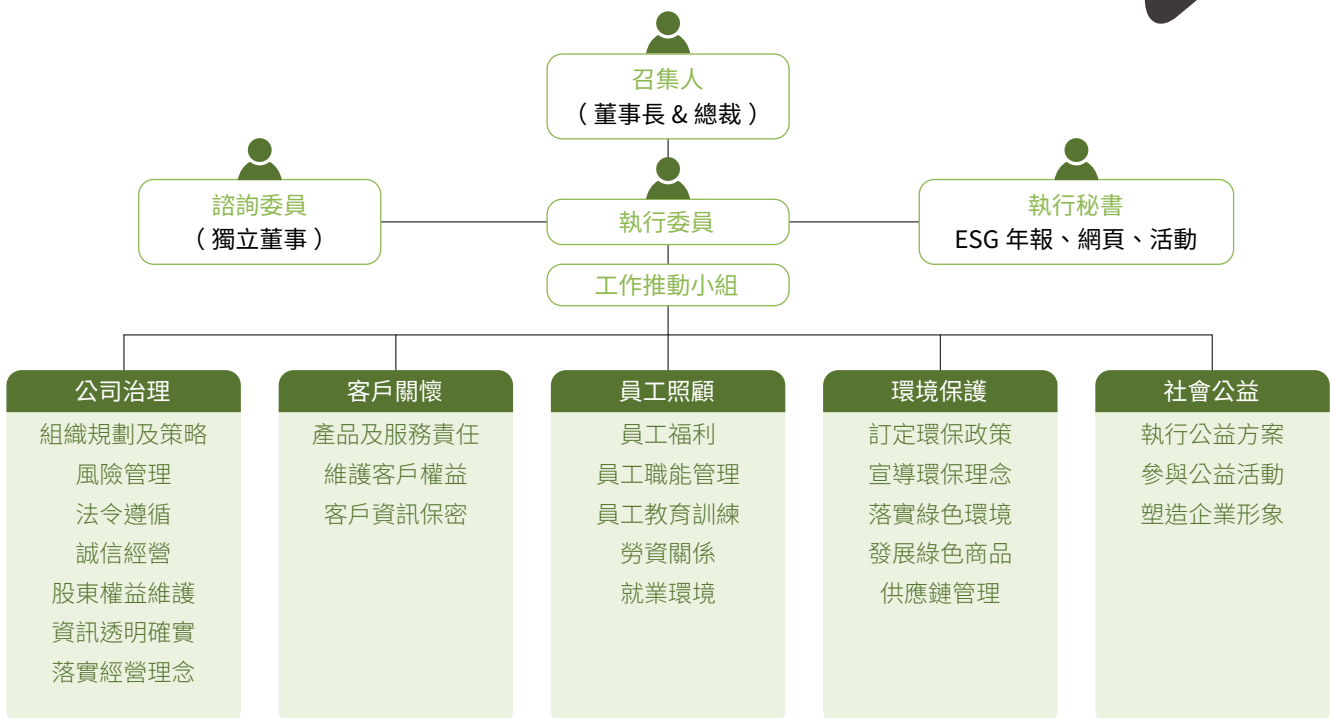 召集人
（ 董事長 & 總裁 ）
諮詢委員
（ 獨立董事 ）
執行委員
執行秘書
ESG 年報、網頁、活動
工作推動小組
公司治理
組織規劃及策略
風險管理
法令遵循
誠信經營
股東權益維護
資訊透明確實
落實經營理念
客戶關懷
產品及服務責任
維護客戶權益
客戶資訊保密
員工照顧
員工福利
員工職能管理
員工教育訓練
勞資關係
就業環境
環境保護
訂定環保政策
宣導環保理念
落實綠色環境
發展綠色商品
供應鏈管理
社會公益
執行公益方案
參與公益活動
塑造企業形象